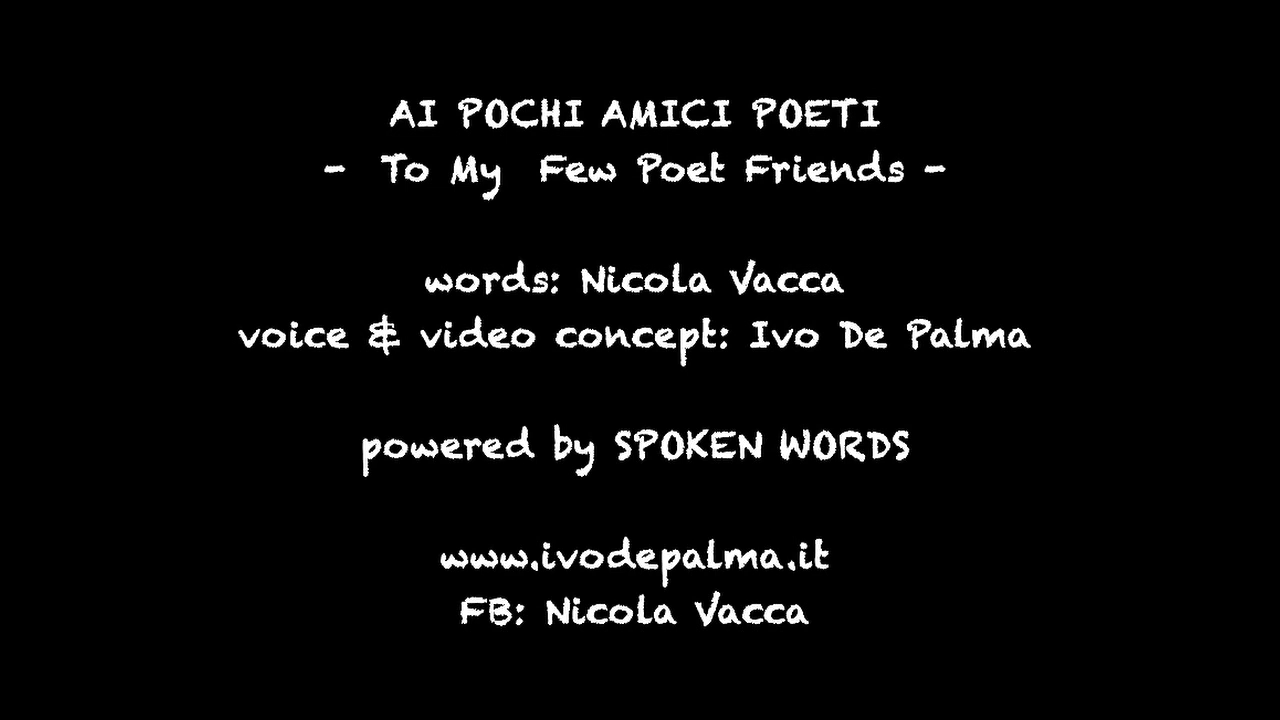 AI POCHI AMICI POETI
- To My Few Poet Friends -
words: Nicola Vacca
voice & video concept: Ivo De Palma
powered by SPOKEN WORDS
www.ivodepalma.it
FB: Nicola Vacca